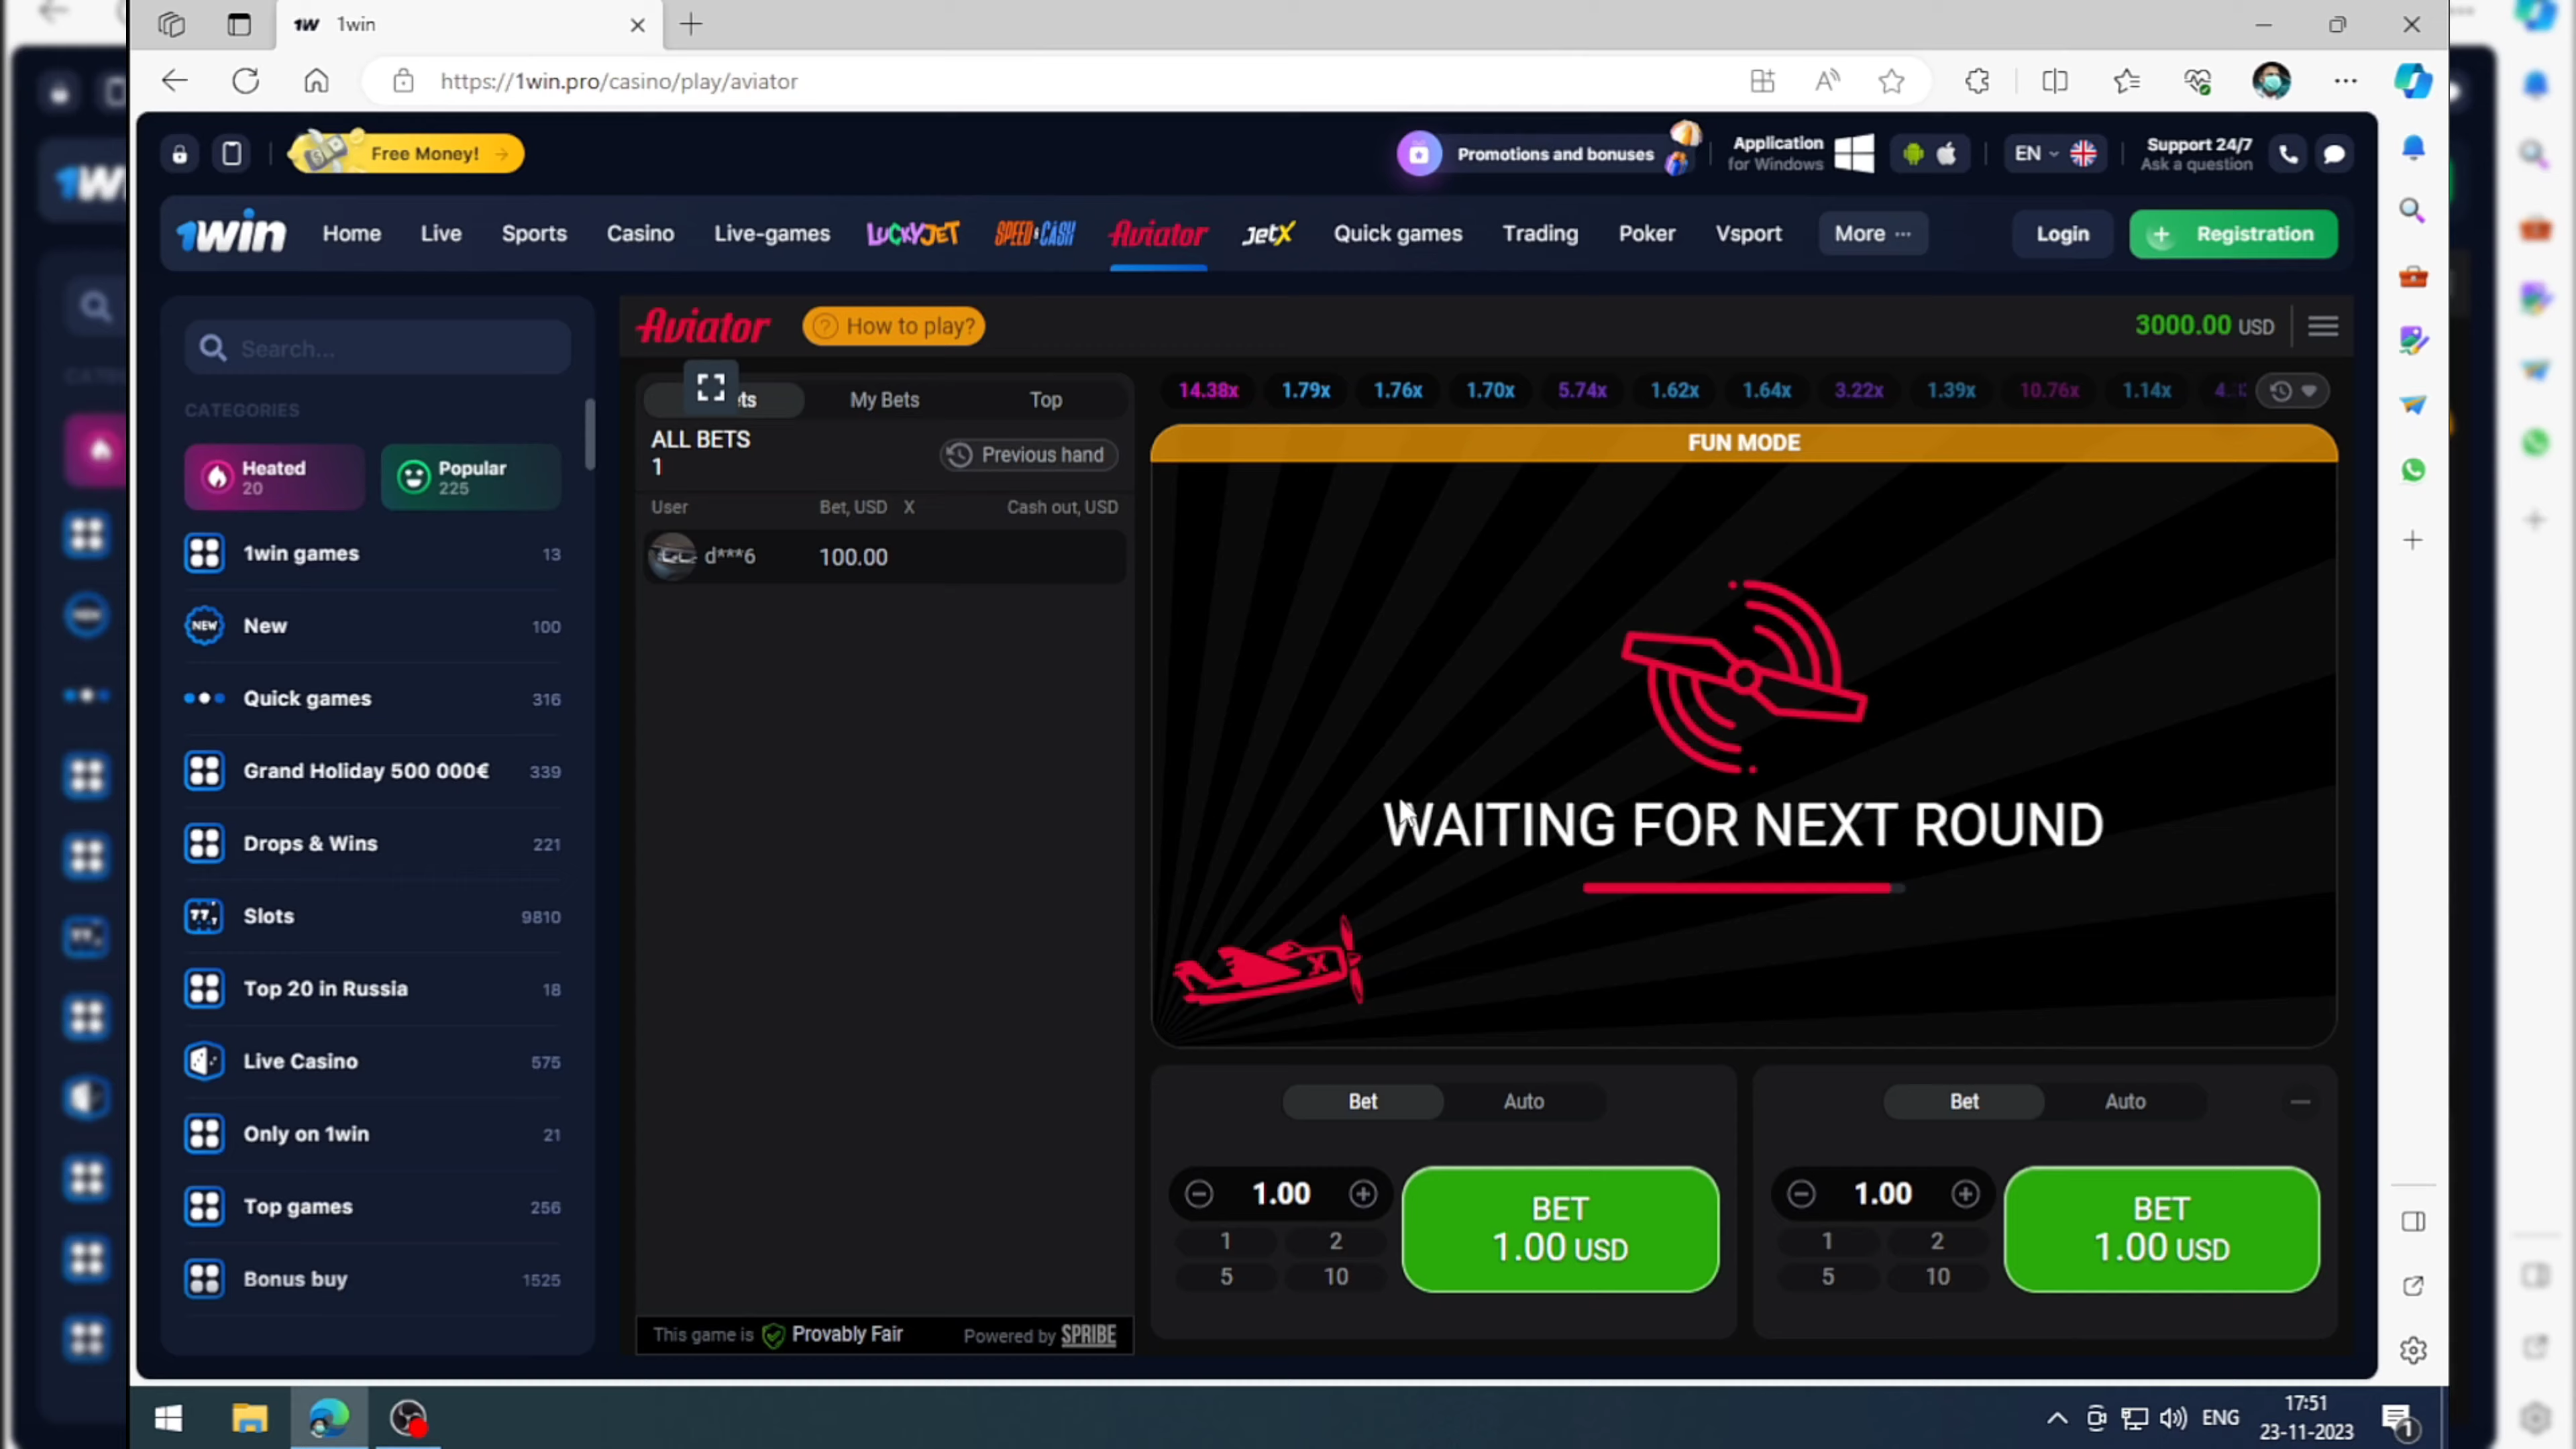 1W 1win
https://1win.pro/casino/play/aviator
Free Money!
Promotions and bonuses
Application
for Windows
EN
Support 24/7
Ask a question
1win Home Live Sports Casino Live-games LUCKYJET SPEED&CASH Aviator JetX Quick games Trading Poker Vsport More ··· Login + Registration
Search...
CATEGORIES
Heated
20
Popular
225
1win games 13
NEW New 100
Quick games 316
Grand Holiday 500 000€ 339
Drops & Wins 221
77 Slots 9810
Top 20 in Russia 18
Live Casino 575
Only on 1win 21
Top games 256
Bonus buy 1525
Aviator ? How to play? 3000.00 USD
My Bets Top
ALL BETS
1
Previous hand
User Bet, USD X Cash out, USD
d***6 100.00
This game is Provably Fair Powered by SPRIBE
14.38x 1.79x 1.76x 1.70x 5.74x 1.62x 1.64x 3.22x 1.39x 10.76x 1.14x
FUN MODE
WAITING FOR NEXT ROUND
X
Bet Auto
1.00
1 2
5 10
BET
1.00 USD
Bet Auto
1.00
1 2
5 10
BET
1.00 USD
ENG
17:51
23-11-2023
1